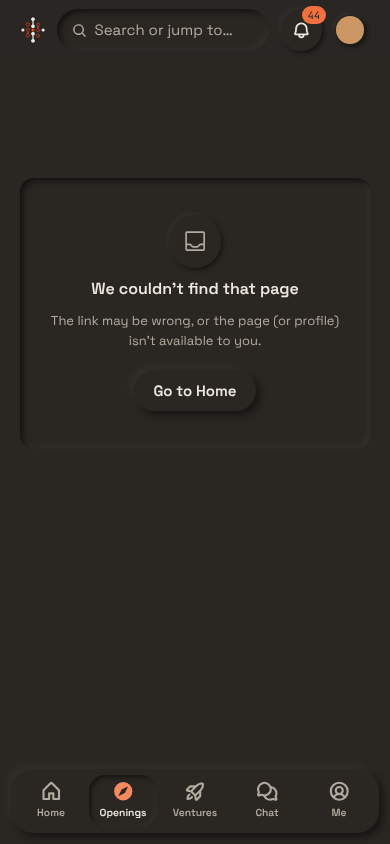 Search or jump to...
44
We couldn't find that page
The link may be wrong, or the page (or profile)
isn't available to you.
Go to Home
Home
Openings
Ventures
Chat
Me